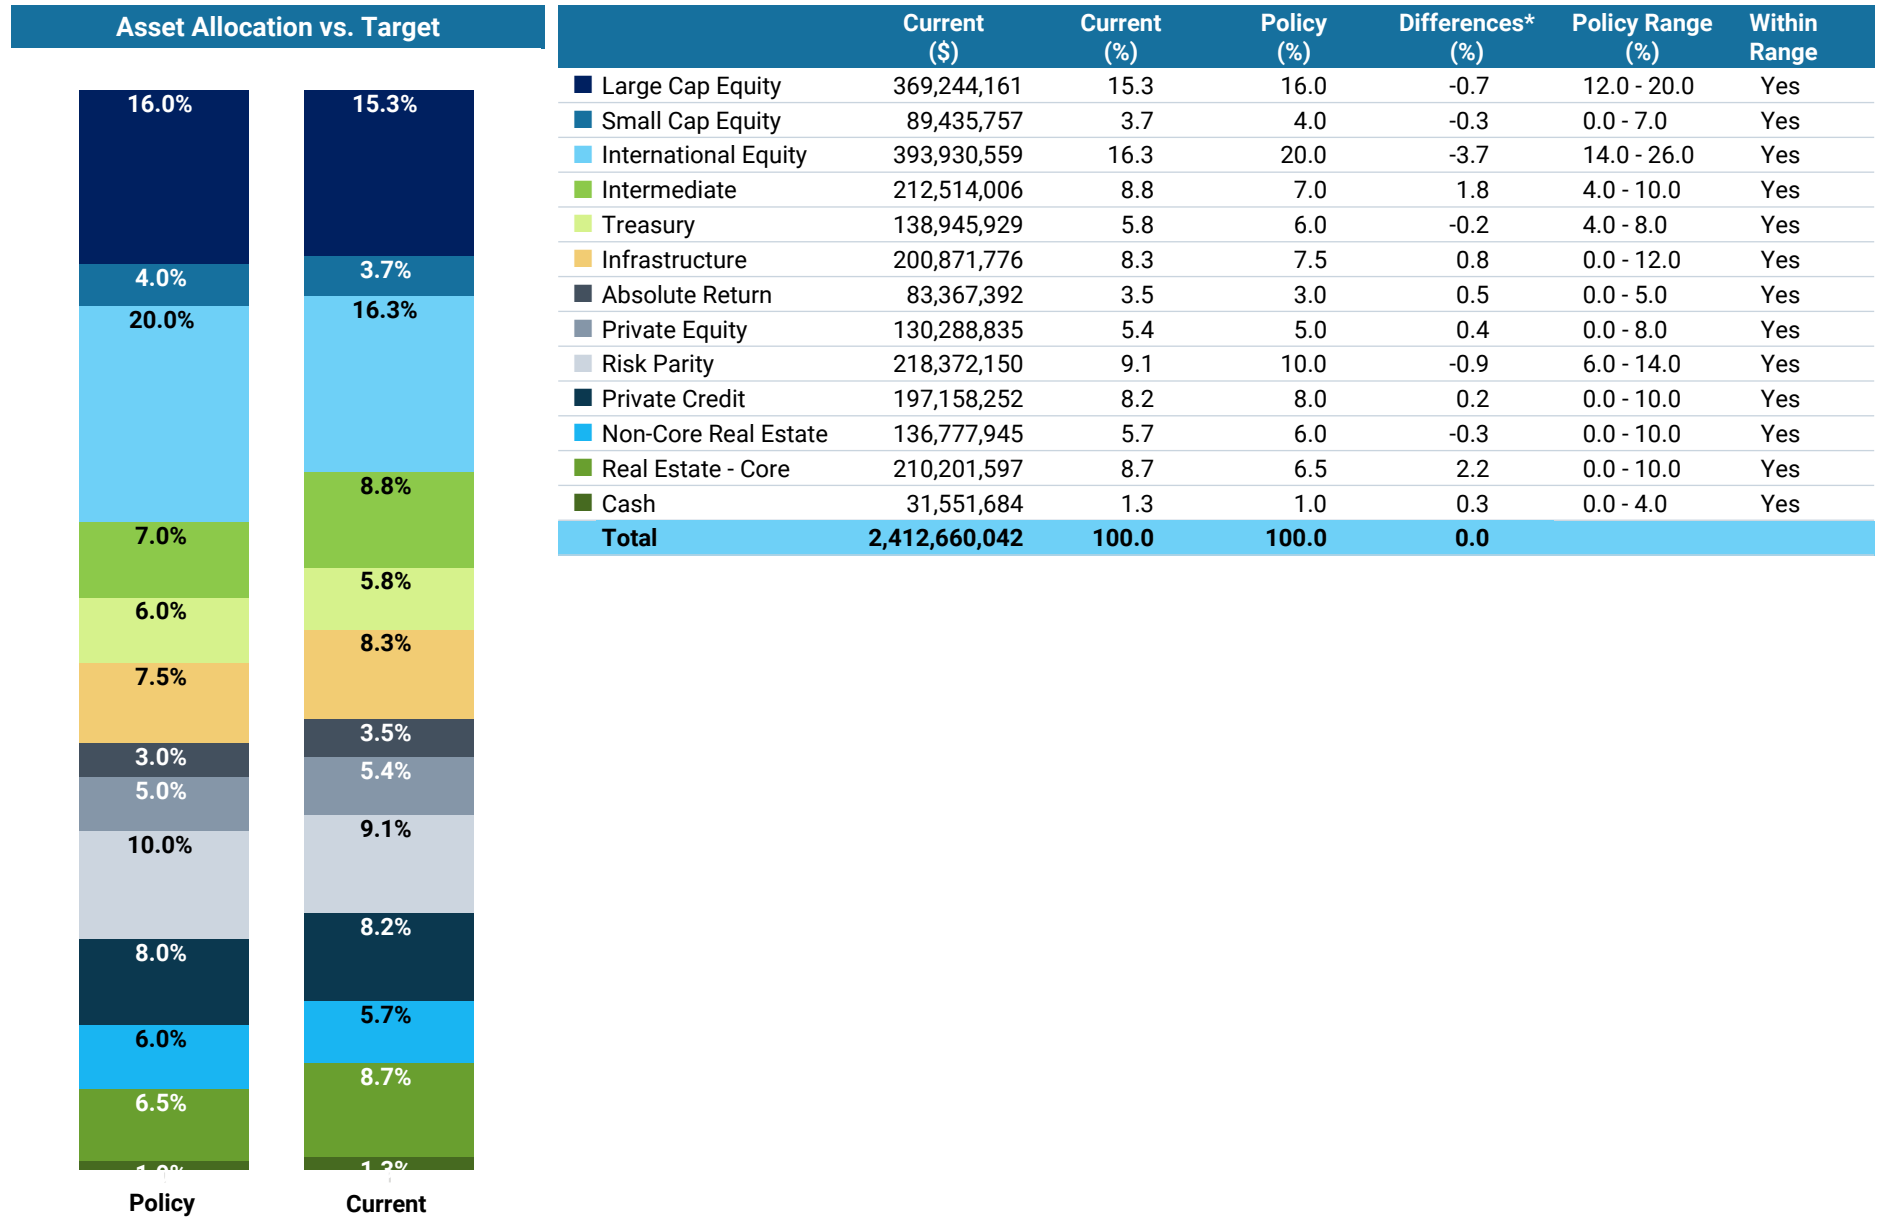 Asset Allocation vs. Target
16.0%
4.0%
20.0%
7.0%
6.0%
7.5%
3.0%
5.0%
10.0%
8.0%
6.0%
6.5%
1.0%
Policy
15.3%
3.7%
16.3%
8.8%
5.8%
8.3%
3.5%
5.4%
9.1%
8.2%
5.7%
8.7%
1.3%
Current
Current ($) Current (%) Policy (%) Differences* (%) Policy Range (%) Within Range
Large Cap Equity 369,244,161 15.3 16.0 -0.7 12.0 - 20.0 Yes
Small Cap Equity 89,435,757 3.7 4.0 -0.3 0.0 - 7.0 Yes
International Equity 393,930,559 16.3 20.0 -3.7 14.0 - 26.0 Yes
Intermediate 212,514,006 8.8 7.0 1.8 4.0 - 10.0 Yes
Treasury 138,945,929 5.8 6.0 -0.2 4.0 - 8.0 Yes
Infrastructure 200,871,776 8.3 7.5 0.8 0.0 - 12.0 Yes
Absolute Return 83,367,392 3.5 3.0 0.5 0.0 - 5.0 Yes
Private Equity 130,288,835 5.4 5.0 0.4 0.0 - 8.0 Yes
Risk Parity 218,372,150 9.1 10.0 -0.9 6.0 - 14.0 Yes
Private Credit 197,158,252 8.2 8.0 0.2 0.0 - 10.0 Yes
Non-Core Real Estate 136,777,945 5.7 6.0 -0.3 0.0 - 10.0 Yes
Real Estate - Core 210,201,597 8.7 6.5 2.2 0.0 - 10.0 Yes
Cash 31,551,684 1.3 1.0 0.3 0.0 - 4.0 Yes
Total 2,412,660,042 100.0 100.0 0.0